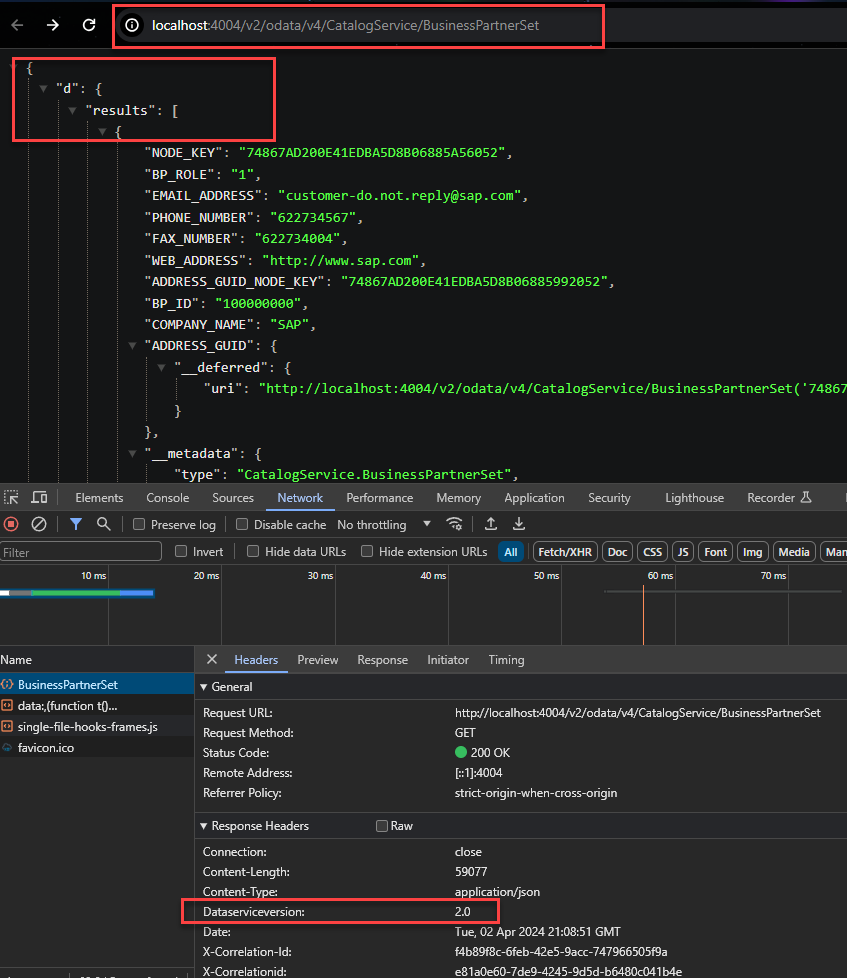 localhost:4004/v2/odata/v4/CatalogService/BusinessPartnerSet
{
"d": {
"results": [
{
"NODE_KEY": "74867AD200E41EDBA5D8B06885A56052",
"BP_ROLE": "1",
"EMAIL_ADDRESS": "customer-do.not.reply@sap.com",
"PHONE_NUMBER": "622734567",
"FAX_NUMBER": "622734004",
"WEB_ADDRESS": "http://www.sap.com",
"ADDRESS_GUID_NODE_KEY": "74867AD200E41EDBA5D8B06885992052",
"BP_ID": "100000000",
"COMPANY_NAME": "SAP",
"ADDRESS_GUID": {
"__deferred": {
"uri": "http://localhost:4004/v2/odata/v4/CatalogService/BusinessPartnerSet('74867
}
},
"__metadata": {
"type": "CatalogService.BusinessPartnerSet",
Elements Console Sources Network Performance Memory Application Security Lighthouse Recorder
Preserve log Disable cache No throttling
Filter Invert Hide data URLs Hide extension URLs All Fetch/XHR Doc CSS JS Font Img Media Man
10 ms 20 ms 30 ms 40 ms 50 ms 60 ms 70 ms
Name
BusinessPartnerSet
data:,(function t()...
single-file-hooks-frames.js
favicon.ico
Headers Preview Response Initiator Timing
General
Request URL: http://localhost:4004/v2/odata/v4/CatalogService/BusinessPartnerSet
Request Method: GET
Status Code: 200 OK
Remote Address: [::1]:4004
Referrer Policy: strict-origin-when-cross-origin
Response Headers Raw
Connection: close
Content-Length: 59077
Content-Type: application/json
Dataserviceversion: 2.0
Date: Tue, 02 Apr 2024 21:08:51 GMT
X-Correlation-Id: f4b89f8c-6feb-42e5-9acc-747966505f9a
X-Correlationid: e81a0e60-7de9-4245-9d5d-b6480c041b4e